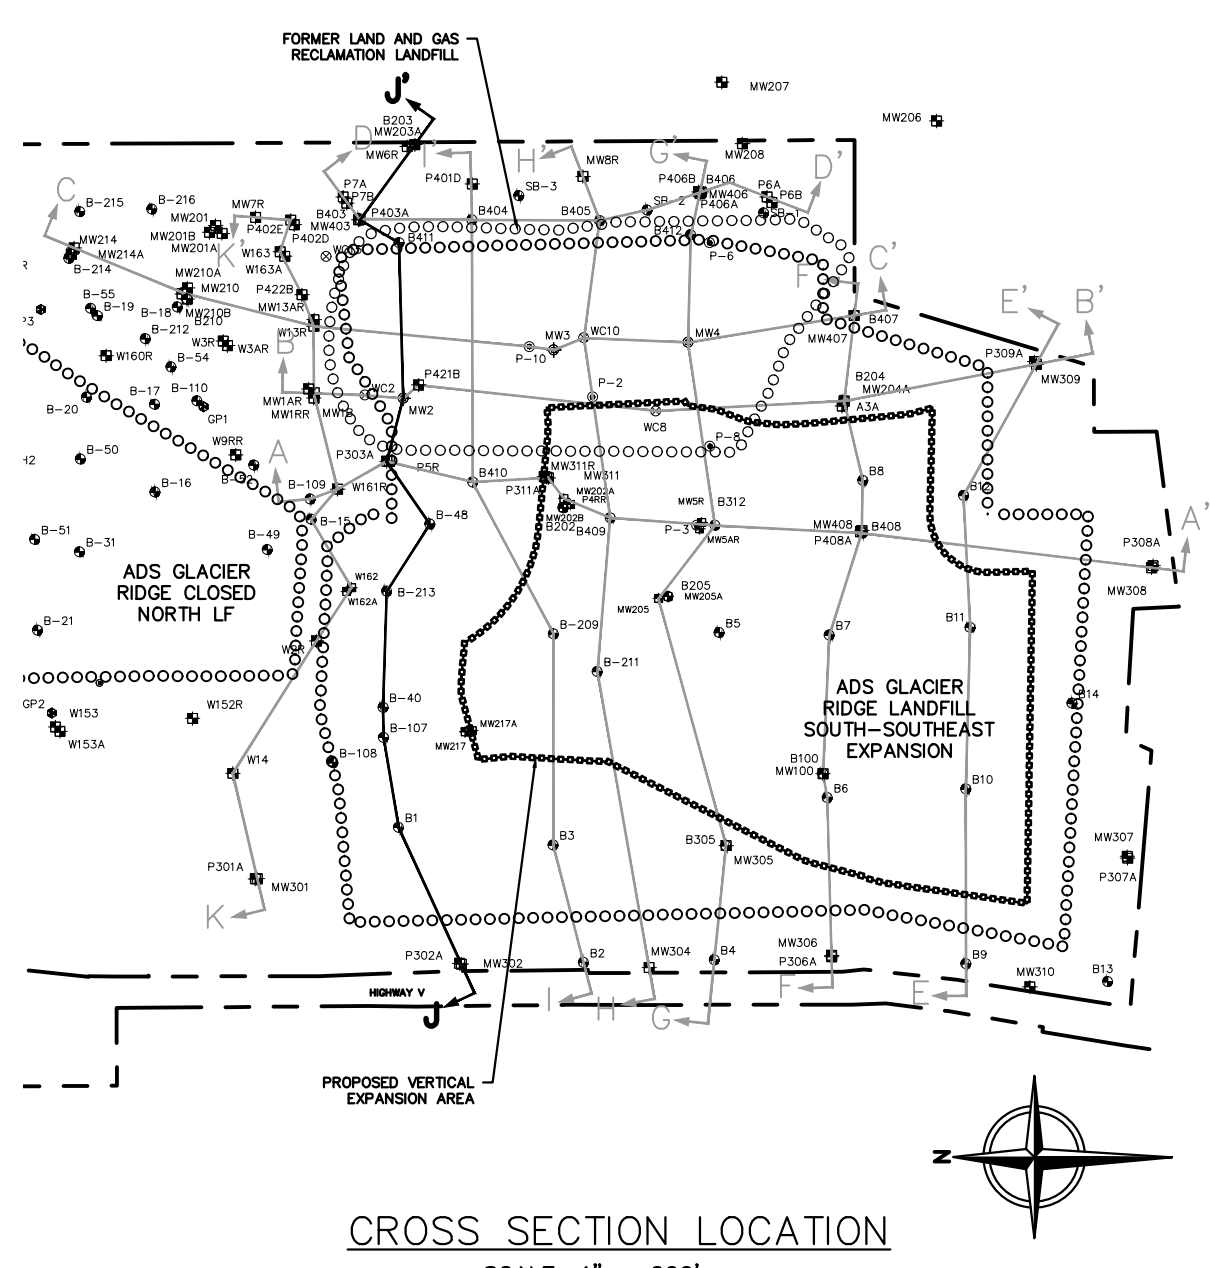 FORMER LAND AND GAS
RECLAMATION LANDFILL
J'
MW207
MW206
B203
MW203A
MW6R
D
I'
H'
G'
MW8R
MW208
D'
C
P401D
SB-3
P406B
B406
MW406
P406A
P6A
P6B
SB-1
SB-2
P7A
P7B
B-215
B-216
MW7R
B403
MW403
P403A
B404
B405
MW201
MW201B
MW201A
P402E
P402D
K'
B411
B412
P-6
MW214
MW214A
B-214
W163
W163A
C'
F'
E'
B'
MW210A
MW210
MW210B
B210
P422B
B-55
B-19
B-18
MW13AR
W13R
B407
MW407
GP3
B-212
W3R
W3AR
MW3
WC10
MW4
P-10
P309A
MW309
W160R
B-54
B
P421B
B204
MW204A
A3A
B-17
B-110
GP1
B-20
MW1AR
MW1RR
MW1B
WC2
MW2
P-2
WC8
W9RR
A
P303A
P5R
P-8
B-50
B-52
B-16
B-109
W161R
B410
MW311R
MW311
P311A
MW202A
P4RR
MW202B
B202
B409
MW5R
B312
P-3
MW5AR
B8
B12
MW408
B408
P408A
A'
B-15
B-48
B-51
B-31
B-49
P308A
MW308
ADS GLACIER
RIDGE CLOSED
NORTH LF
W162
W162A
B-213
B205
MW205
MW205A
B-21
W8R
B-209
B5
B7
B11
B-211
ADS GLACIER
RIDGE LANDFILL
SOUTH-SOUTHEAST
EXPANSION
GP2
W153
W153A
W152R
B-40
B-107
MW217A
MW217
B14
B-108
W14
B100
MW100
B6
B10
B1
B3
B305
MW305
MW307
P307A
P301A
MW301
K
P302A
MW302
B2
MW304
B4
MW306
P306A
B9
MW310
B13
HIGHWAY V
J
I
H
G
F
E
PROPOSED VERTICAL
EXPANSION AREA
N
CROSS SECTION LOCATION